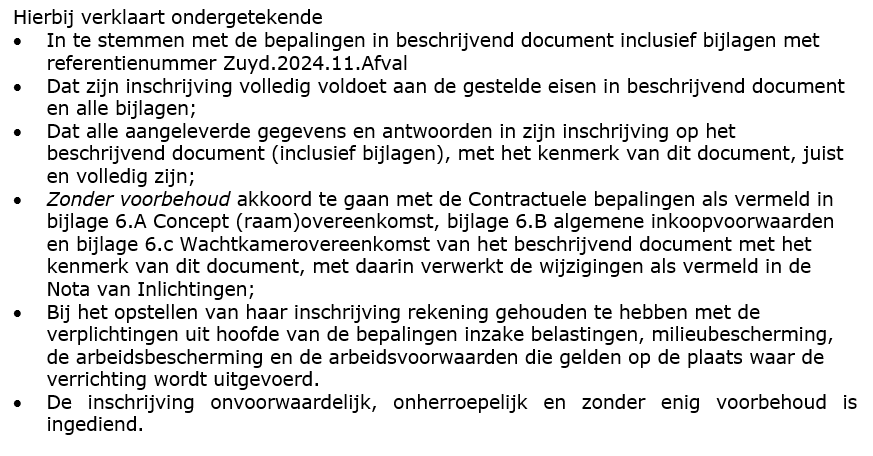 Hierbij verklaart ondergetekende
• In te stemmen met de bepalingen in beschrijvend document inclusief bijlagen met
referentienummer Zuyd.2024.11.Afval
• Dat zijn inschrijving volledig voldoet aan de gestelde eisen in beschrijvend document
en alle bijlagen;
• Dat alle aangeleverde gegevens en antwoorden in zijn inschrijving op het
beschrijvend document (inclusief bijlagen), met het kenmerk van dit document, juist
en volledig zijn;
• Zonder voorbehoud akkoord te gaan met de Contractuele bepalingen als vermeld in
bijlage 6.A Concept (raam)overeenkomst, bijlage 6.B algemene inkoopvoorwaarden
en bijlage 6.c Wachtkamerovereenkomst van het beschrijvend document met het
kenmerk van dit document, met daarin verwerkt de wijzigingen als vermeld in de
Nota van Inlichtingen;
• Bij het opstellen van haar inschrijving rekening gehouden te hebben met de
verplichtingen uit hoofde van de bepalingen inzake belastingen, milieubescherming,
de arbeidsbescherming en de arbeidsvoorwaarden die gelden op de plaats waar de
verrichting wordt uitgevoerd.
• De inschrijving onvoorwaardelijk, onherroepelijk en zonder enig voorbehoud is
ingediend.